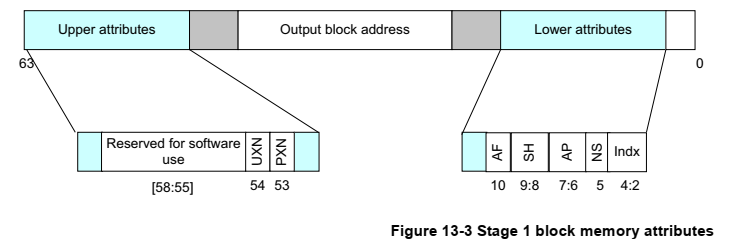 Upper attributes
Output block address
Lower attributes
63
0
Reserved for software
use
UXN
PXN
AF
SH
AP
NS
Indx
[58:55]
54
53
10
9:8
7:6
5
4:2
Figure 13-3 Stage 1 block memory attributes